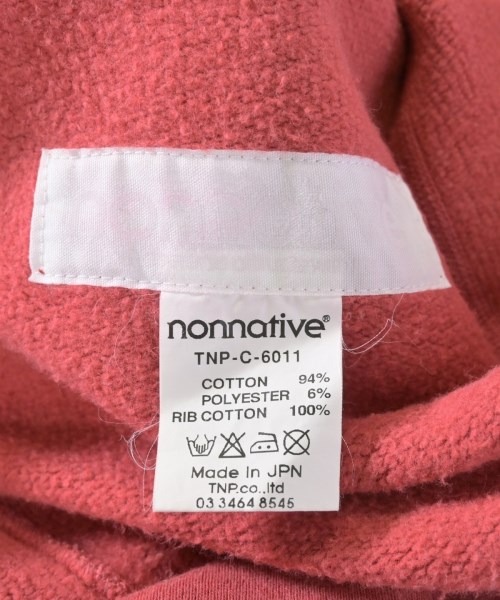 nonnative®
TNP-C-6011
COTTON 94%
POLYESTER 6%
RIB COTTON 100%
Made In JPN
TNP.co.,ltd
03 3464 8545